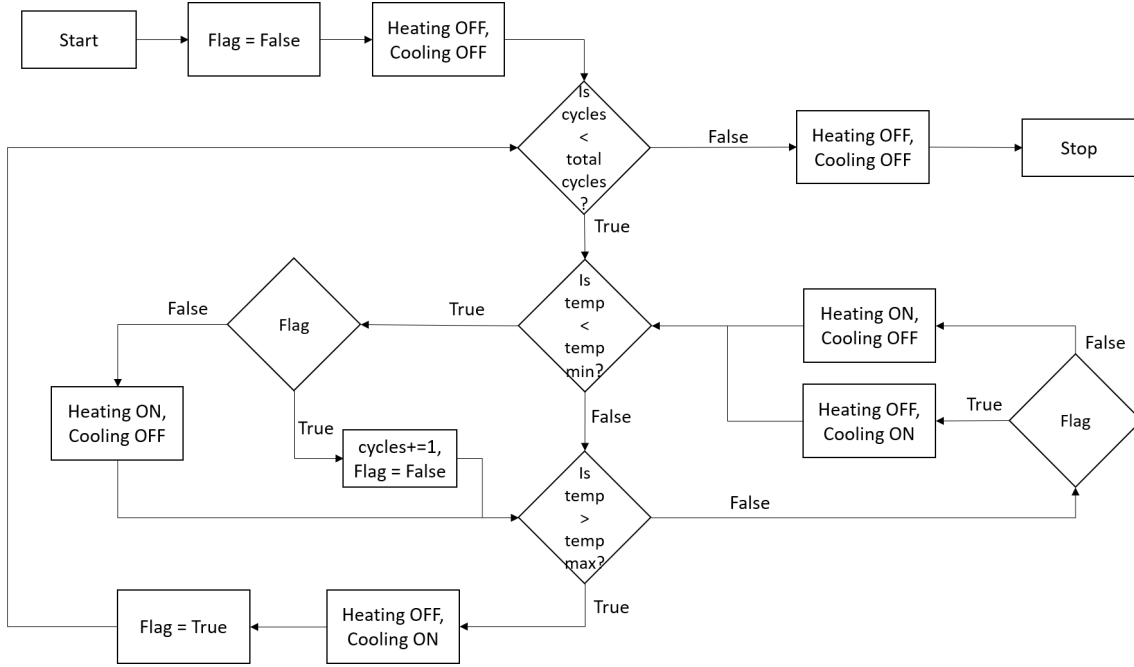 Start
Flag = False
Heating OFF,
Cooling OFF
Is
cycles
<
total
cycles
?
False
Heating OFF,
Cooling OFF
Stop
True
Is
temp
<
temp
min?
True
Flag
False
Heating ON,
Cooling OFF
True
cycles+=1,
Flag = False
False
Heating ON,
Cooling OFF
False
Heating OFF,
Cooling ON
True
Flag
Is
temp
>
temp
max?
False
True
Heating OFF,
Cooling ON
Flag = True